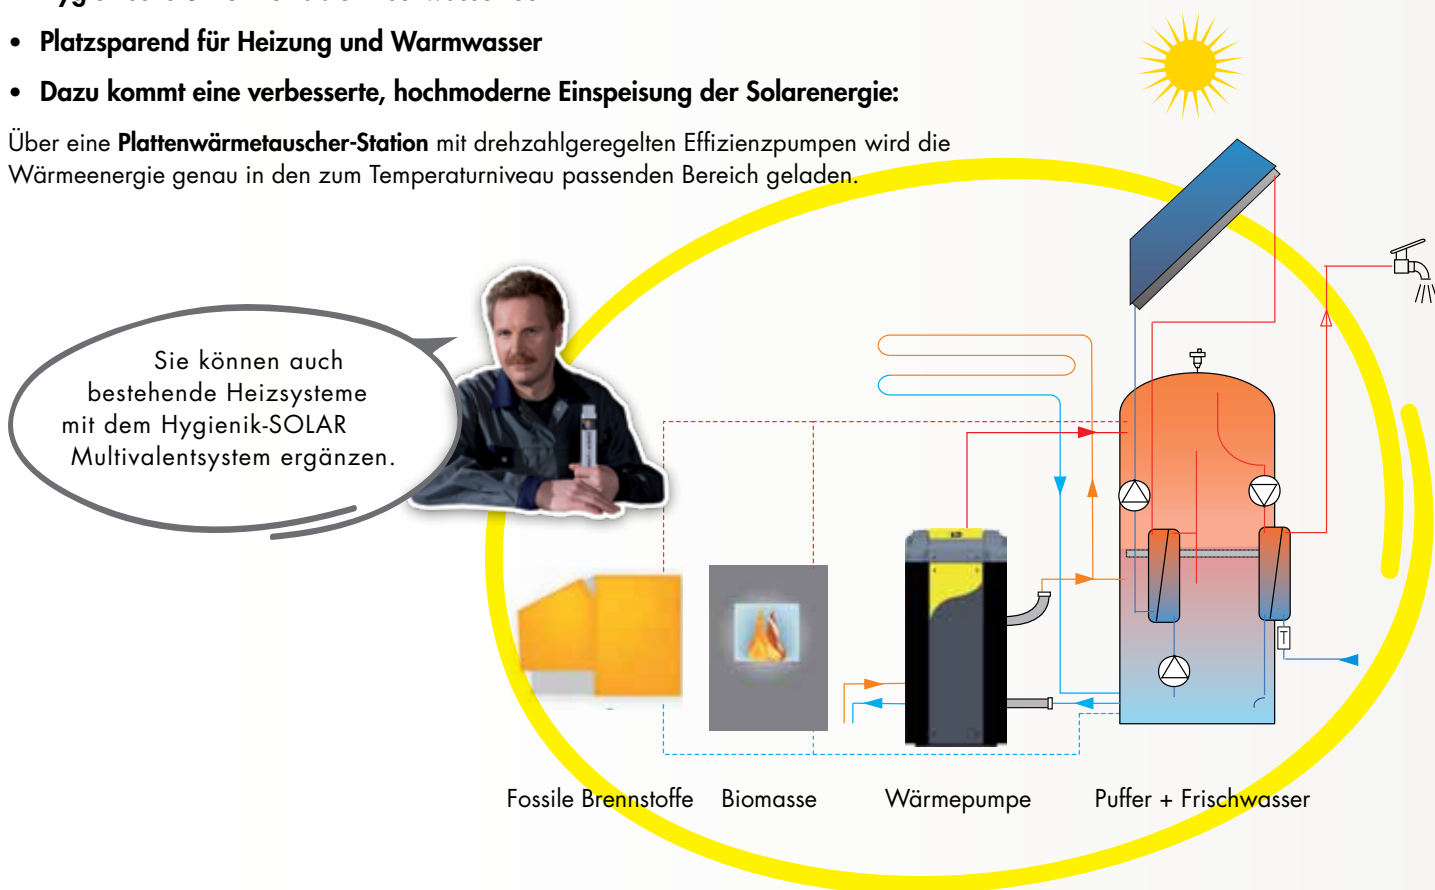 • Platzsparend für Heizung und Warmwasser
• Dazu kommt eine verbesserte, hochmoderne Einspeisung der Solarenergie:
Über eine Plattenwärmetauscher-Station mit drehzahlgeregelten Effizienzpumpen wird die
Wärmeenergie genau in den zum Temperaturniveau passenden Bereich geladen.
Sie können auch
bestehende Heizsysteme
mit dem Hygienik-SOLAR
Multivalentsystem ergänzen.
T
Fossile Brennstoffe Biomasse Wärmepumpe Puffer + Frischwasser